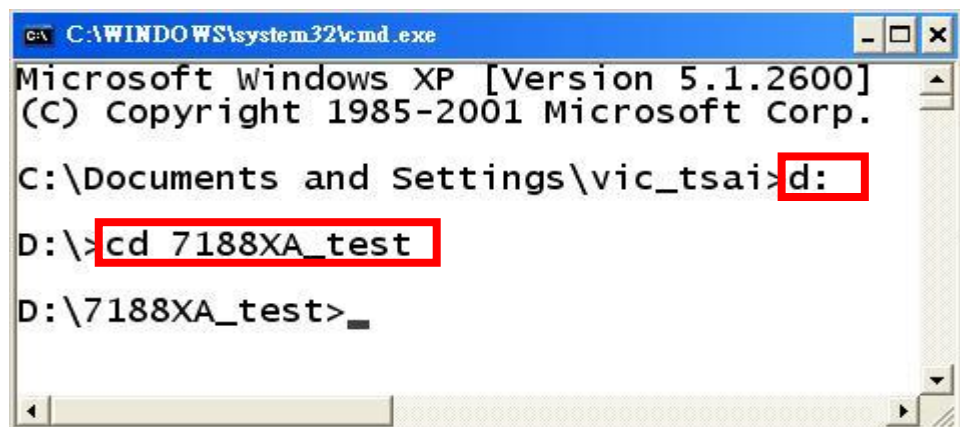 C:\WINDOWS\system32\cmd.exe
Microsoft Windows XP [Version 5.1.2600]
(C) Copyright 1985-2001 Microsoft Corp.
C:\Documents and Settings\vic_tsai>d:
D:\>cd 7188XA_test
D:\7188XA_test>_